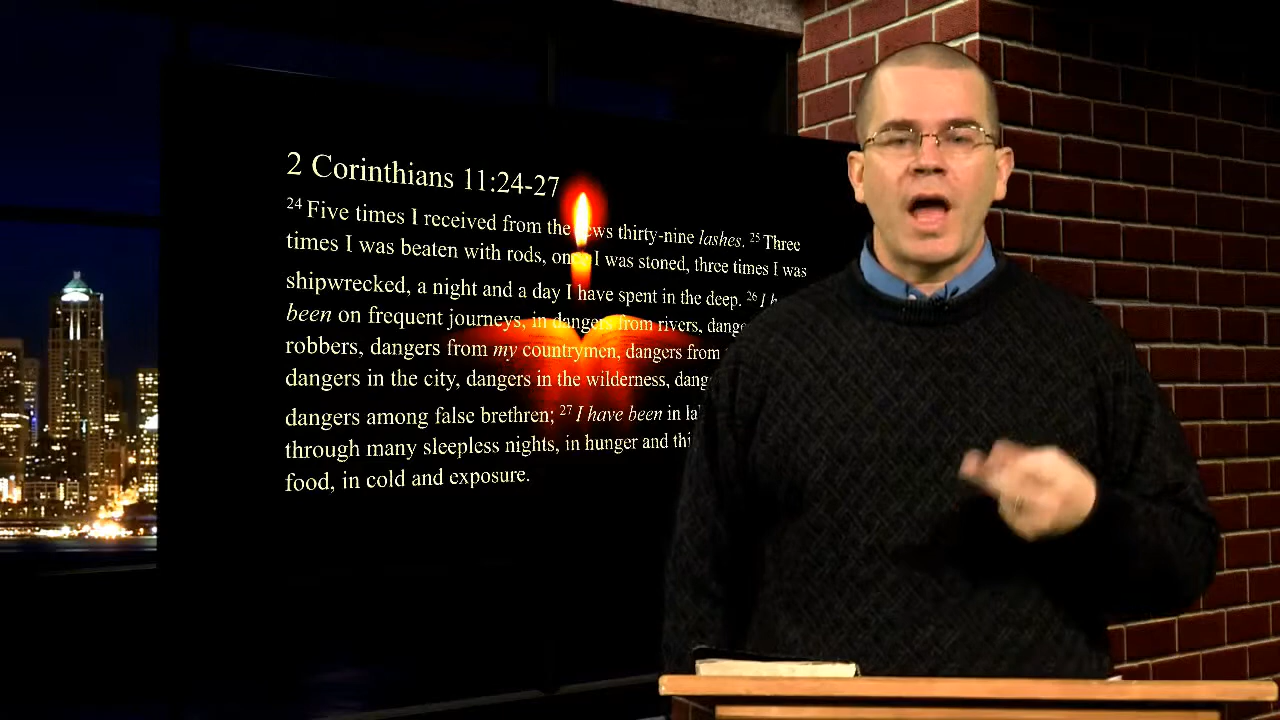 2 Corinthians 11:24-27
24 Five times I received from the Jews thirty-nine lashes. 25 Three
times I was beaten with rods, once I was stoned, three times I was
shipwrecked, a night and a day I have spent in the deep. 26 I
been on frequent journeys, in dangers from rivers,
robbers, dangers from my countrymen, dangers from
dangers in the city, dangers in the wilderness,
dangers among false brethren; 27 I have been in
through many sleepless nights, in hunger and
food, in cold and exposure.